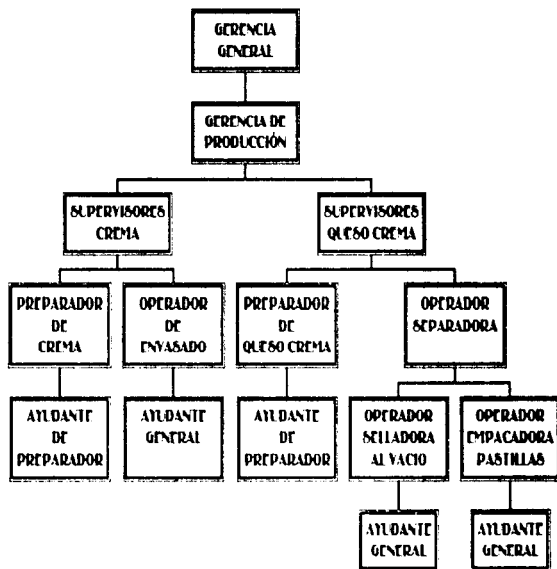 GERENCIA
GENERAL
GERENCIA DE
PRODUCCIÓN
SUPERVISORES
CREMA
SUPERVISORES
QUESO CREMA
PREPARADOR
DE
CREMA
OPERADOR
DE
ENVASADO
PREPARADOR
DE
QUESO CREMA
OPERADOR
SEPARADORA
AYUDANTE
DE
PREPARADOR
AYUDANTE
GENERAL
AYUDANTE
DE
PREPARADOR
OPERADOR
SELLADORA
AL VACIO
OPERADOR
EMPACADORA
PASTILLAS
AYUDANTE
GENERAL
AYUDANTE
GENERAL